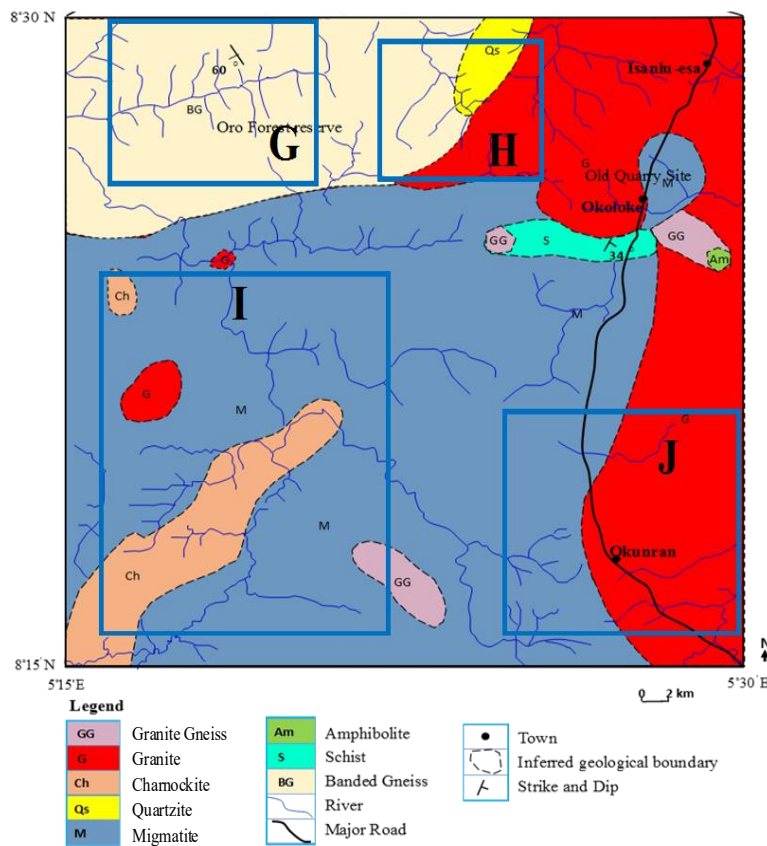 8°30 N
Qs
60 °
Isanlu-esa
BG
Oro Forest reserve
G
H
G
Old Quarry Site
M
Okoloke
GG
S
GG
34 °
Am
G
Ch
I
M
G
M
G
J
M
Okunran
Ch
GG
N
8°15´N
5°15´E
5°30´E
0 2 km
Legend
GG Granite Gneiss
G Granite
Ch Charnockite
Qs Quartzite
M Migmatite
Am Amphibolite
S Schist
BG Banded Gneiss
River
Major Road
Town
Inferred geological boundary
Strike and Dip